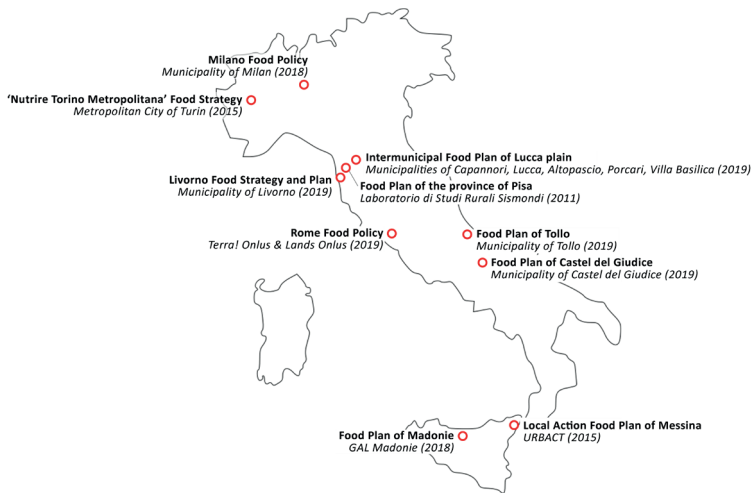 Milano Food Policy
Municipality of Milan (2018)
‘Nutrire Torino Metropolitana’ Food Strategy
Metropolitan City of Turin (2015)
Intermunicipal Food Plan of Lucca plain
Municipalities of Capannori, Lucca, Altopascio, Porcari, Villa Basilica (2019)
Livorno Food Strategy and Plan
Municipality of Livorno (2019)
Food Plan of the province of Pisa
Laboratorio di Studi Rurali Sismondi (2011)
Rome Food Policy
Terra! Onlus & Lands Onlus (2019)
Food Plan of Tollo
Municipality of Tollo (2019)
Food Plan of Castel del Giudice
Municipality of Castel del Giudice (2019)
Food Plan of Madonie
GAL Madonie (2018)
Local Action Food Plan of Messina
URBACT (2015)